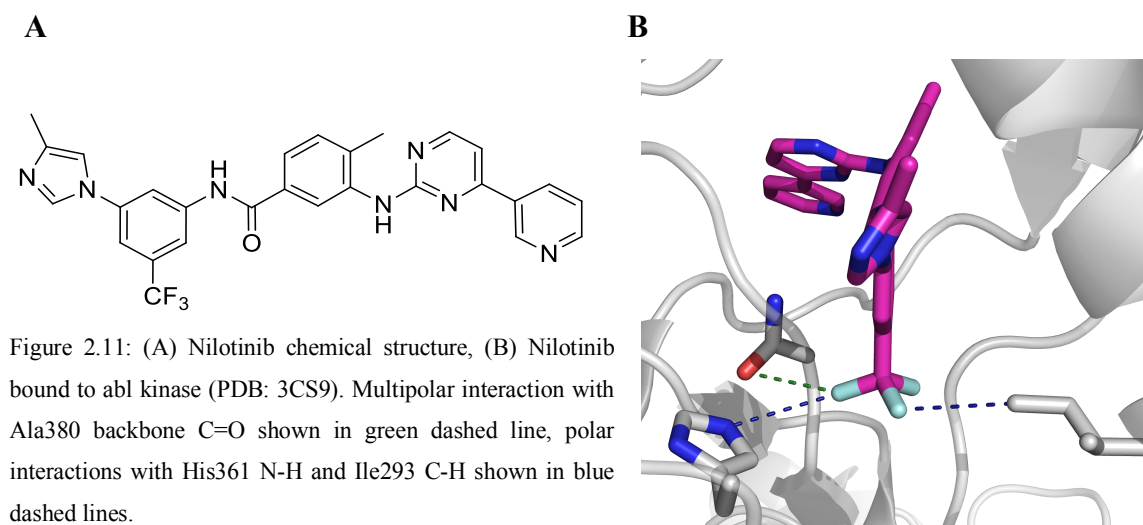 A
B
N
N
N
H
O
CF3
N
H
N
N
N
Figure 2.11: (A) Nilotinib chemical structure, (B) Nilotinib
bound to abl kinase (PDB: 3CS9). Multipolar interaction with
Ala380 backbone C=O shown in green dashed line, polar
interactions with His361 N-H and Ile293 C-H shown in blue
dashed lines.